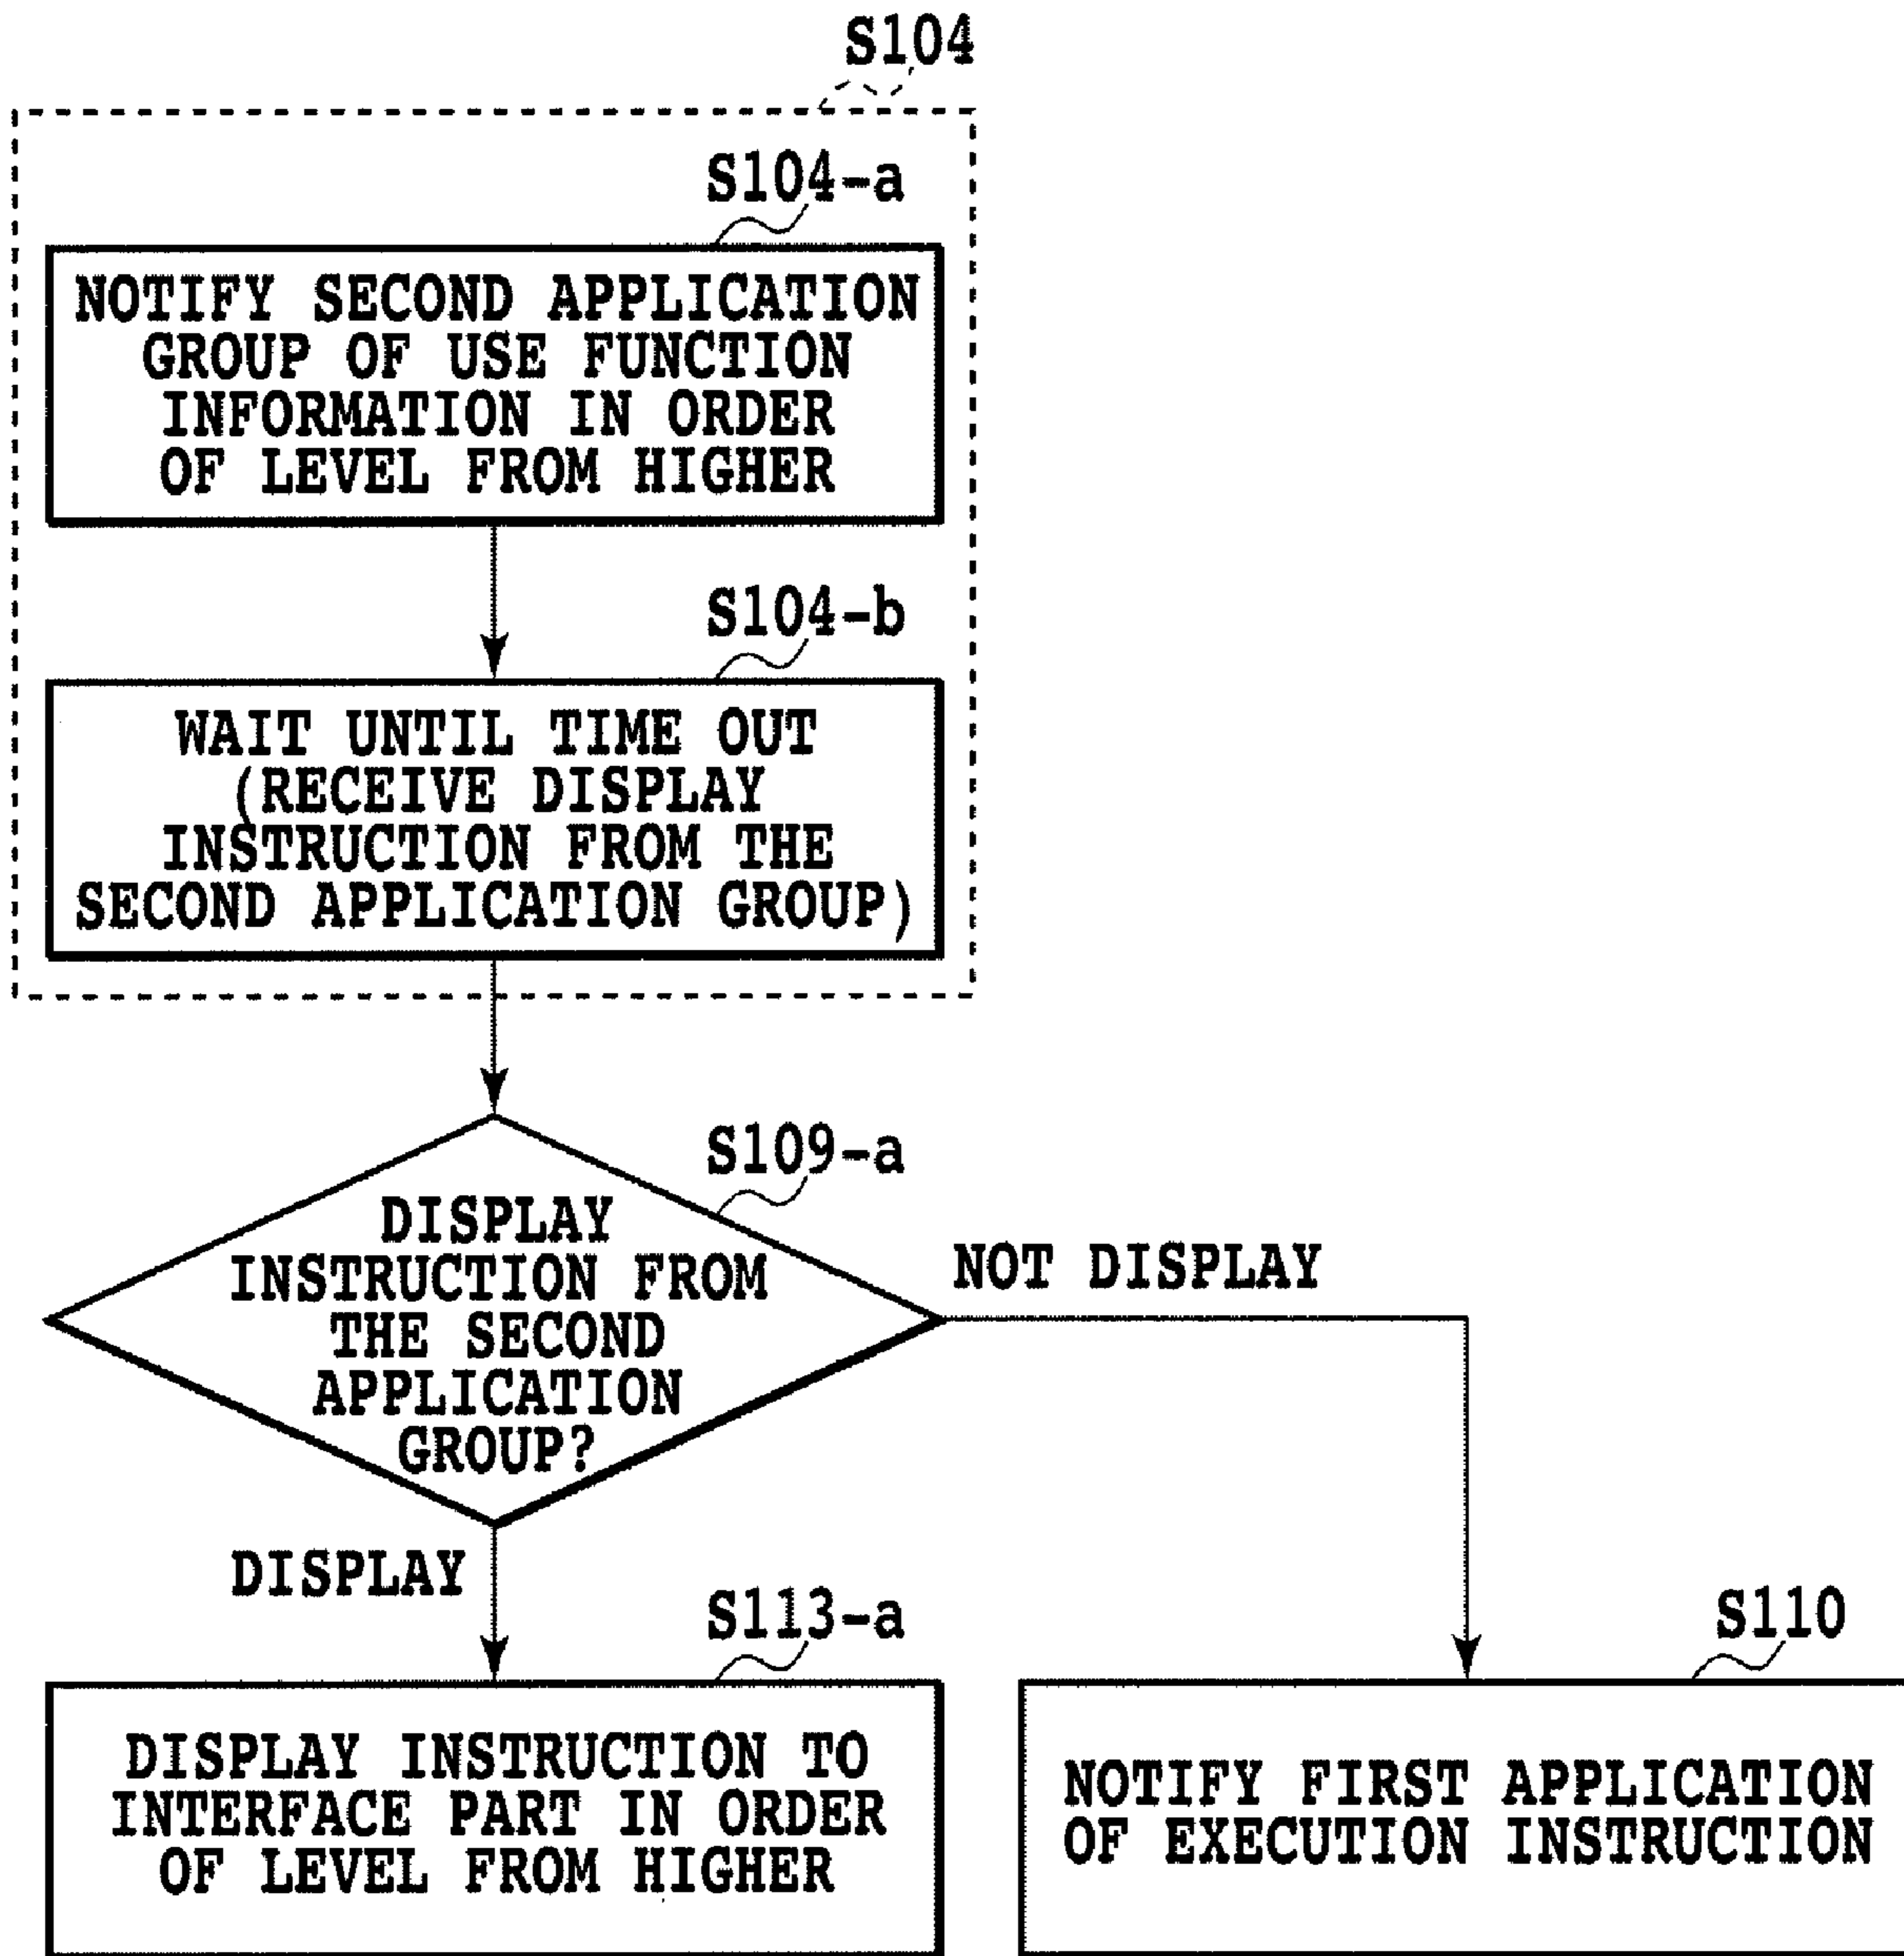 S104
S104-a
NOTIFY SECOND APPLICATION
GROUP OF USE FUNCTION
INFORMATION IN ORDER
OF LEVEL FROM HIGHER
S104-b
WAIT UNTIL TIME OUT
(RECEIVE DISPLAY
INSTRUCTION FROM THE
SECOND APPLICATION GROUP)
S109-a
DISPLAY
INSTRUCTION FROM
THE SECOND
APPLICATION
GROUP?
NOT DISPLAY
DISPLAY
S113-a
DISPLAY INSTRUCTION TO
INTERFACE PART IN ORDER
OF LEVEL FROM HIGHER
S110
NOTIFY FIRST APPLICATION
OF EXECUTION INSTRUCTION